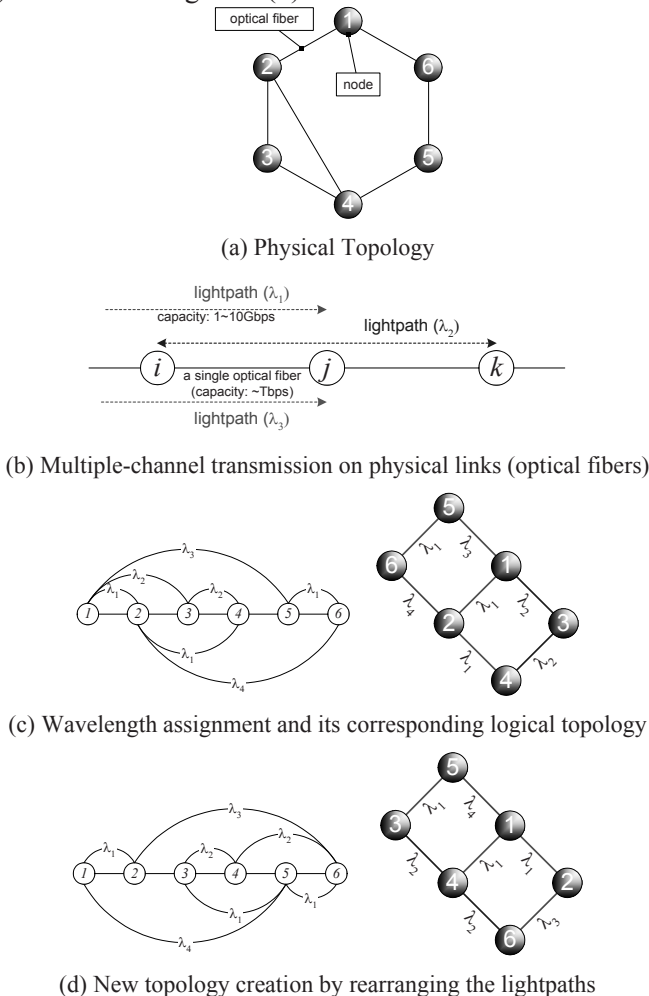 optical fiber
1
2
6
node
3
5
4
(a) Physical Topology
lightpath (λ₁)
capacity: 1~10Gbps
lightpath (λ₂)
i
j
k
a single optical fiber
(capacity: ~Tbps)
lightpath (λ₃)
(b) Multiple-channel transmission on physical links (optical fibers)
λ₃
λ₂
λ₁ λ₂ λ₁
1 2 3 4 5 6
λ₁
λ₄
5
λ₁ λ₃
6 1
λ₄ λ₁ λ₂
2 3
λ₁ λ₂
4
(c) Wavelength assignment and its corresponding logical topology
λ₃
λ₂
λ₁ λ₂
1 2 3 4 5 6
λ₁ λ₁
λ₄
5
λ₁ λ₄
3 1
λ₂ λ₁ λ₁
4 2
λ₂ λ₃
6
(d) New topology creation by rearranging the lightpaths